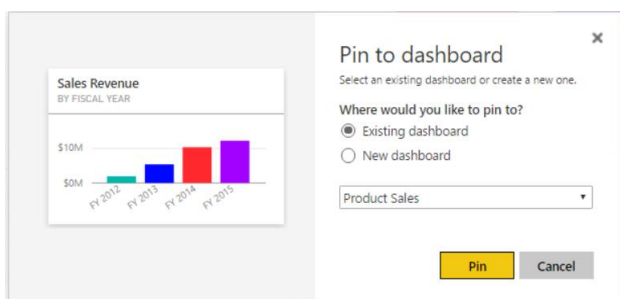 Sales Revenue
BY FISCAL YEAR
$10M
$0M
FY 2012
FY 2013
FY 2014
FY 2015
Pin to dashboard
Select an existing dashboard or create a new one.
Where would you like to pin to?
Existing dashboard
New dashboard
Product Sales
Pin Cancel